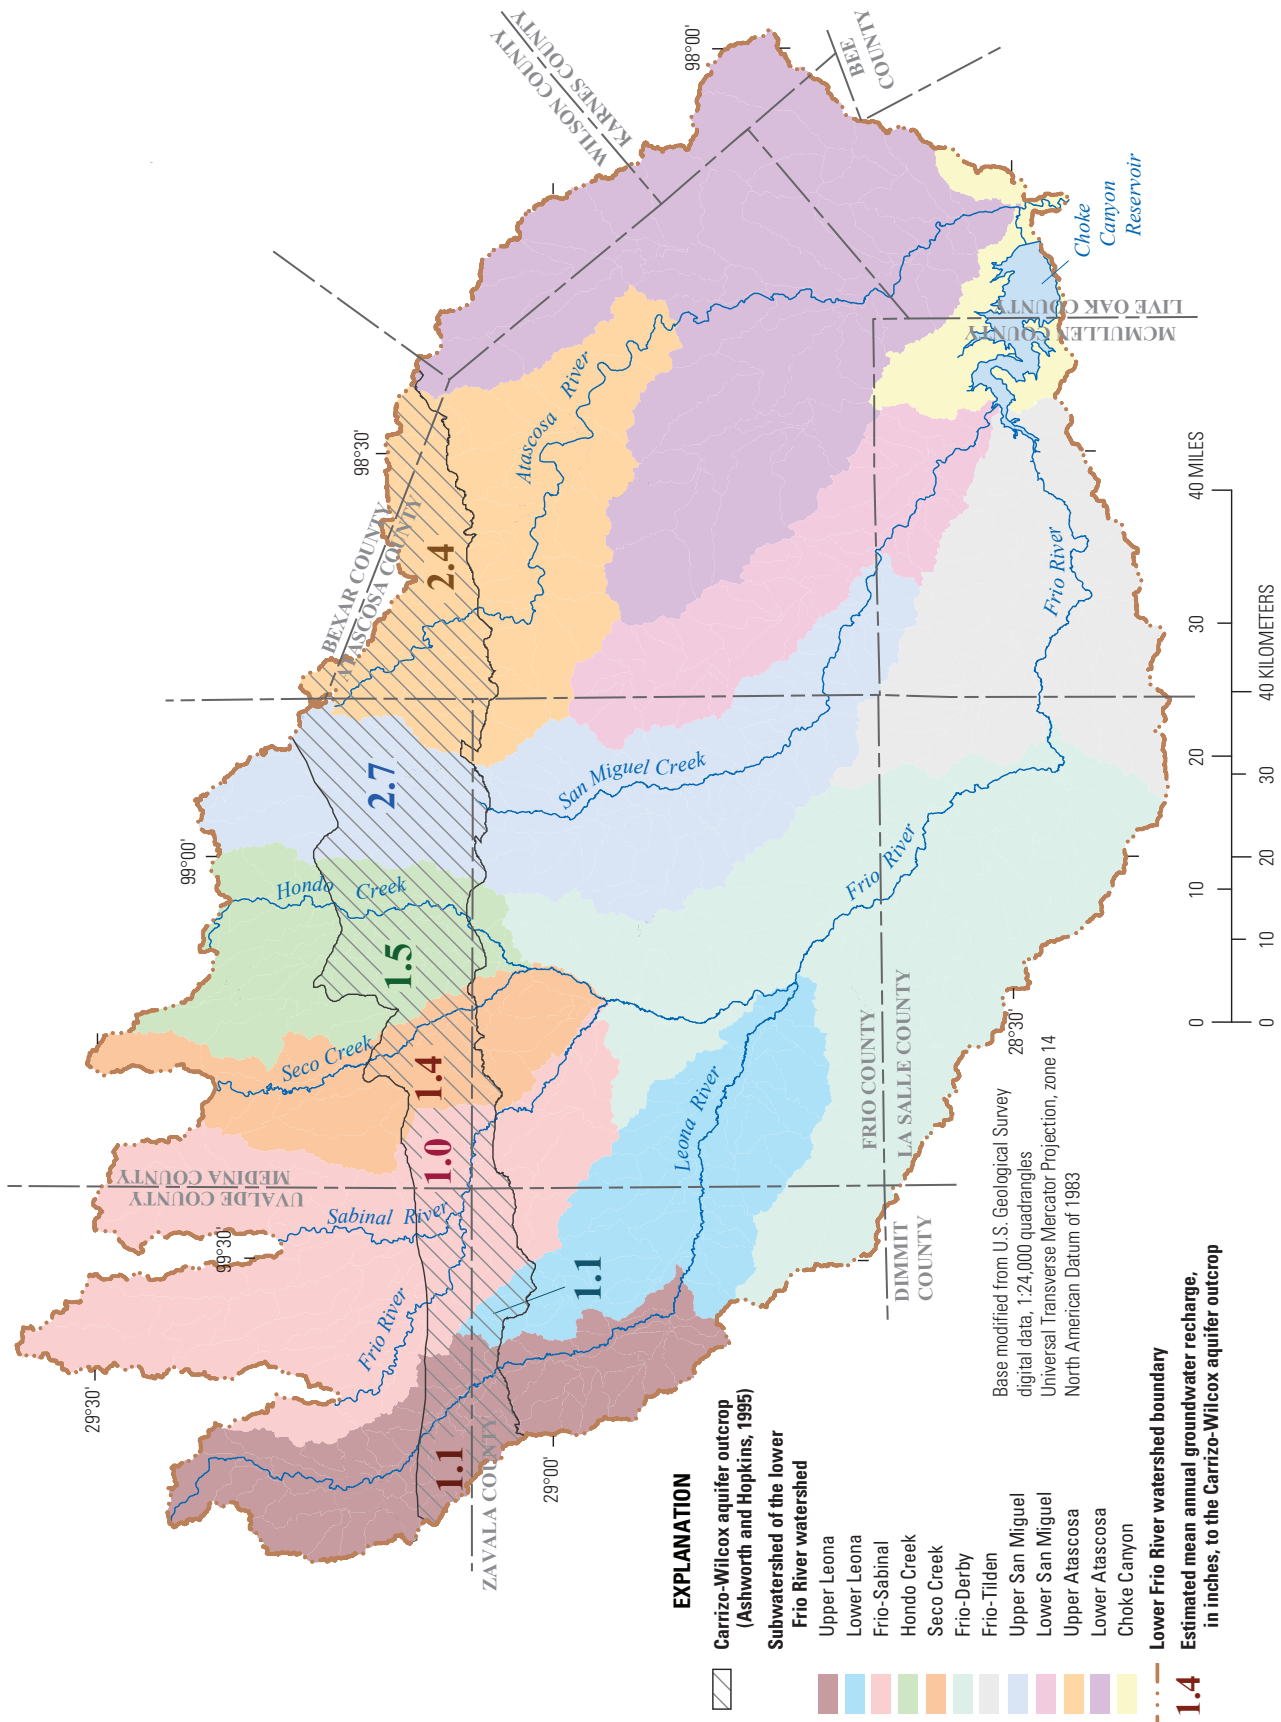 BEXAR COUNTY
ATASCOSA COUNTY
WILSON COUNTY
KARNES COUNTY
BEE
COUNTY
LIVE OAK COUNTY
MCMULLEN COUNTY
MEDINA COUNTY
UVALDE COUNTY
ZAVALA COUNTY
FRIO COUNTY
LA SALLE COUNTY
DIMMIT
COUNTY
29°30'
99°30'
99°00'
98°30'
98°00'
29°00'
28°30'
Frio River
Sabinal River
Seco Creek
Hondo Creek
San Miguel Creek
Atascosa River
Leona River
Frio River
Frio River
Choke
Canyon
Reservoir
1.1
1.1
1.0
1.4
1.5
2.7
2.4
0 10 20 30 40 MILES
0 10 20 30 40 KILOMETERS
Base modified from U.S. Geological Survey
digital data, 1:24,000 quadrangles
Universal Transverse Mercator Projection, zone 14
North American Datum of 1983
EXPLANATION
Carrizo-Wilcox aquifer outcrop
(Ashworth and Hopkins, 1995)
Subwatershed of the lower
Frio River watershed
Upper Leona
Lower Leona
Frio-Sabinal
Hondo Creek
Seco Creek
Frio-Derby
Frio-Tilden
Upper San Miguel
Lower San Miguel
Upper Atascosa
Lower Atascosa
Choke Canyon
Lower Frio River watershed boundary
1.4 Estimated mean annual groundwater recharge,
in inches, to the Carrizo-Wilcox aquifer outcrop